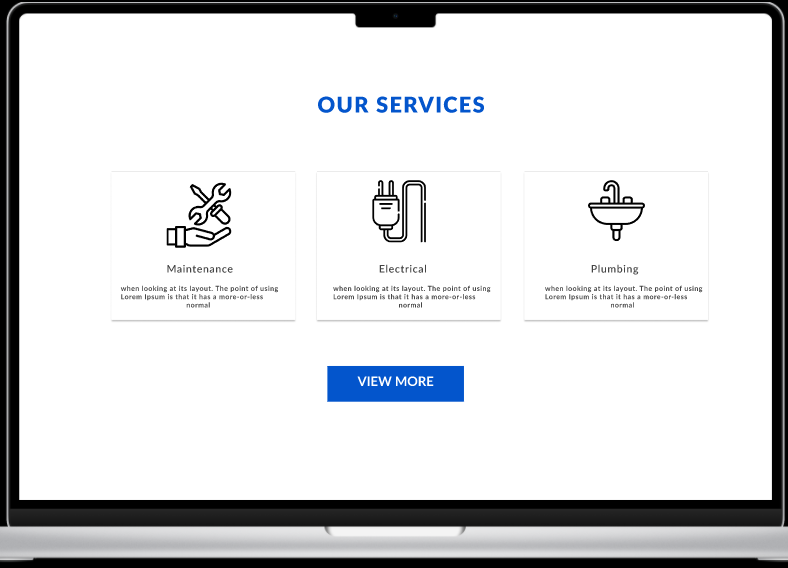 OUR SERVICES
Maintenance
when looking at its layout. The point of using
Lorem Ipsum is that it has a more-or-less
normal
Electrical
when looking at its layout. The point of using
Lorem Ipsum is that it has a more-or-less
normal
Plumbing
when looking at its layout. The point of using
Lorem Ipsum is that it has a more-or-less
normal
VIEW MORE